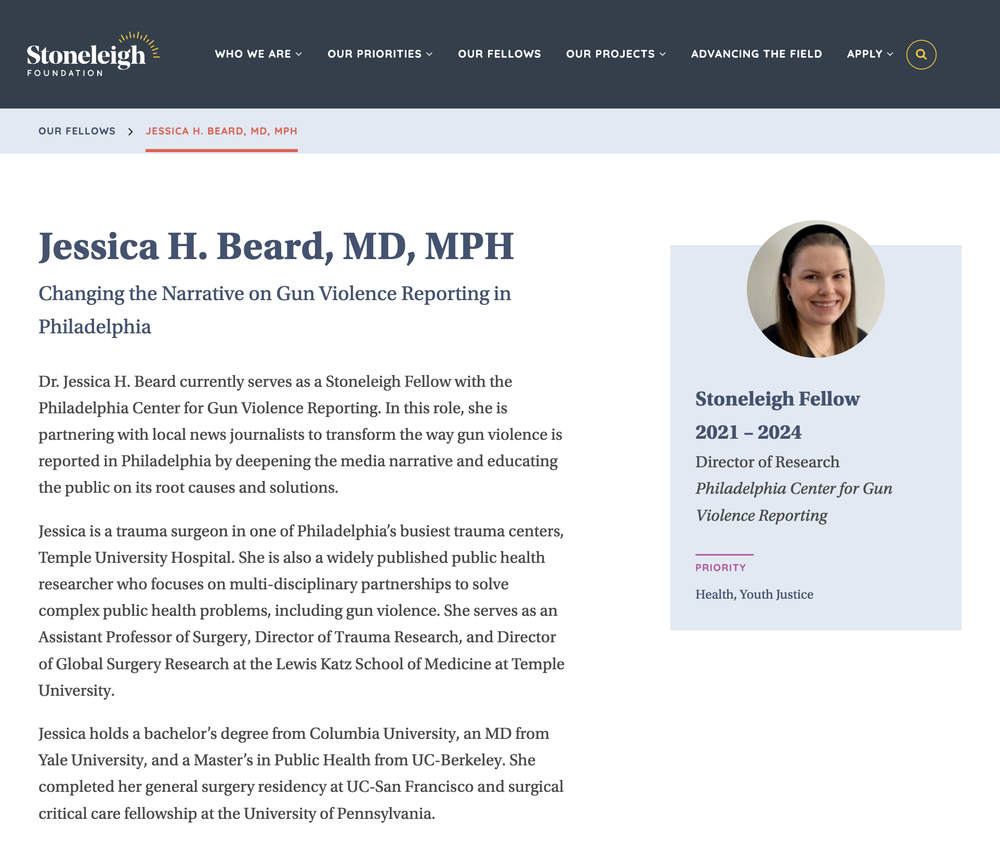 Stoneleigh
FOUNDATION
WHO WE ARE
OUR PRIORITIES
OUR FELLOWS
OUR PROJECTS
ADVANCING THE FIELD
APPLY
OUR FELLOWS
JESSICA H. BEARD, MD, MPH
Jessica H. Beard, MD, MPH
Changing the Narrative on Gun Violence Reporting in
Philadelphia
Dr. Jessica H. Beard currently serves as a Stoneleigh Fellow with the
Philadelphia Center for Gun Violence Reporting. In this role, she is
partnering with local news journalists to transform the way gun violence is
reported in Philadelphia by deepening the media narrative and educating
the public on its root causes and solutions.
Jessica is a trauma surgeon in one of Philadelphia’s busiest trauma centers,
Temple University Hospital. She is also a widely published public health
researcher who focuses on multi-disciplinary partnerships to solve
complex public health problems, including gun violence. She serves as an
Assistant Professor of Surgery, Director of Trauma Research, and Director
of Global Surgery Research at the Lewis Katz School of Medicine at Temple
University.
Jessica holds a bachelor’s degree from Columbia University, an MD from
Yale University, and a Master’s in Public Health from UC-Berkeley. She
completed her general surgery residency at UC-San Francisco and surgical
critical care fellowship at the University of Pennsylvania.
Stoneleigh Fellow
2021 – 2024
Director of Research
Philadelphia Center for Gun
Violence Reporting
PRIORITY
Health, Youth Justice